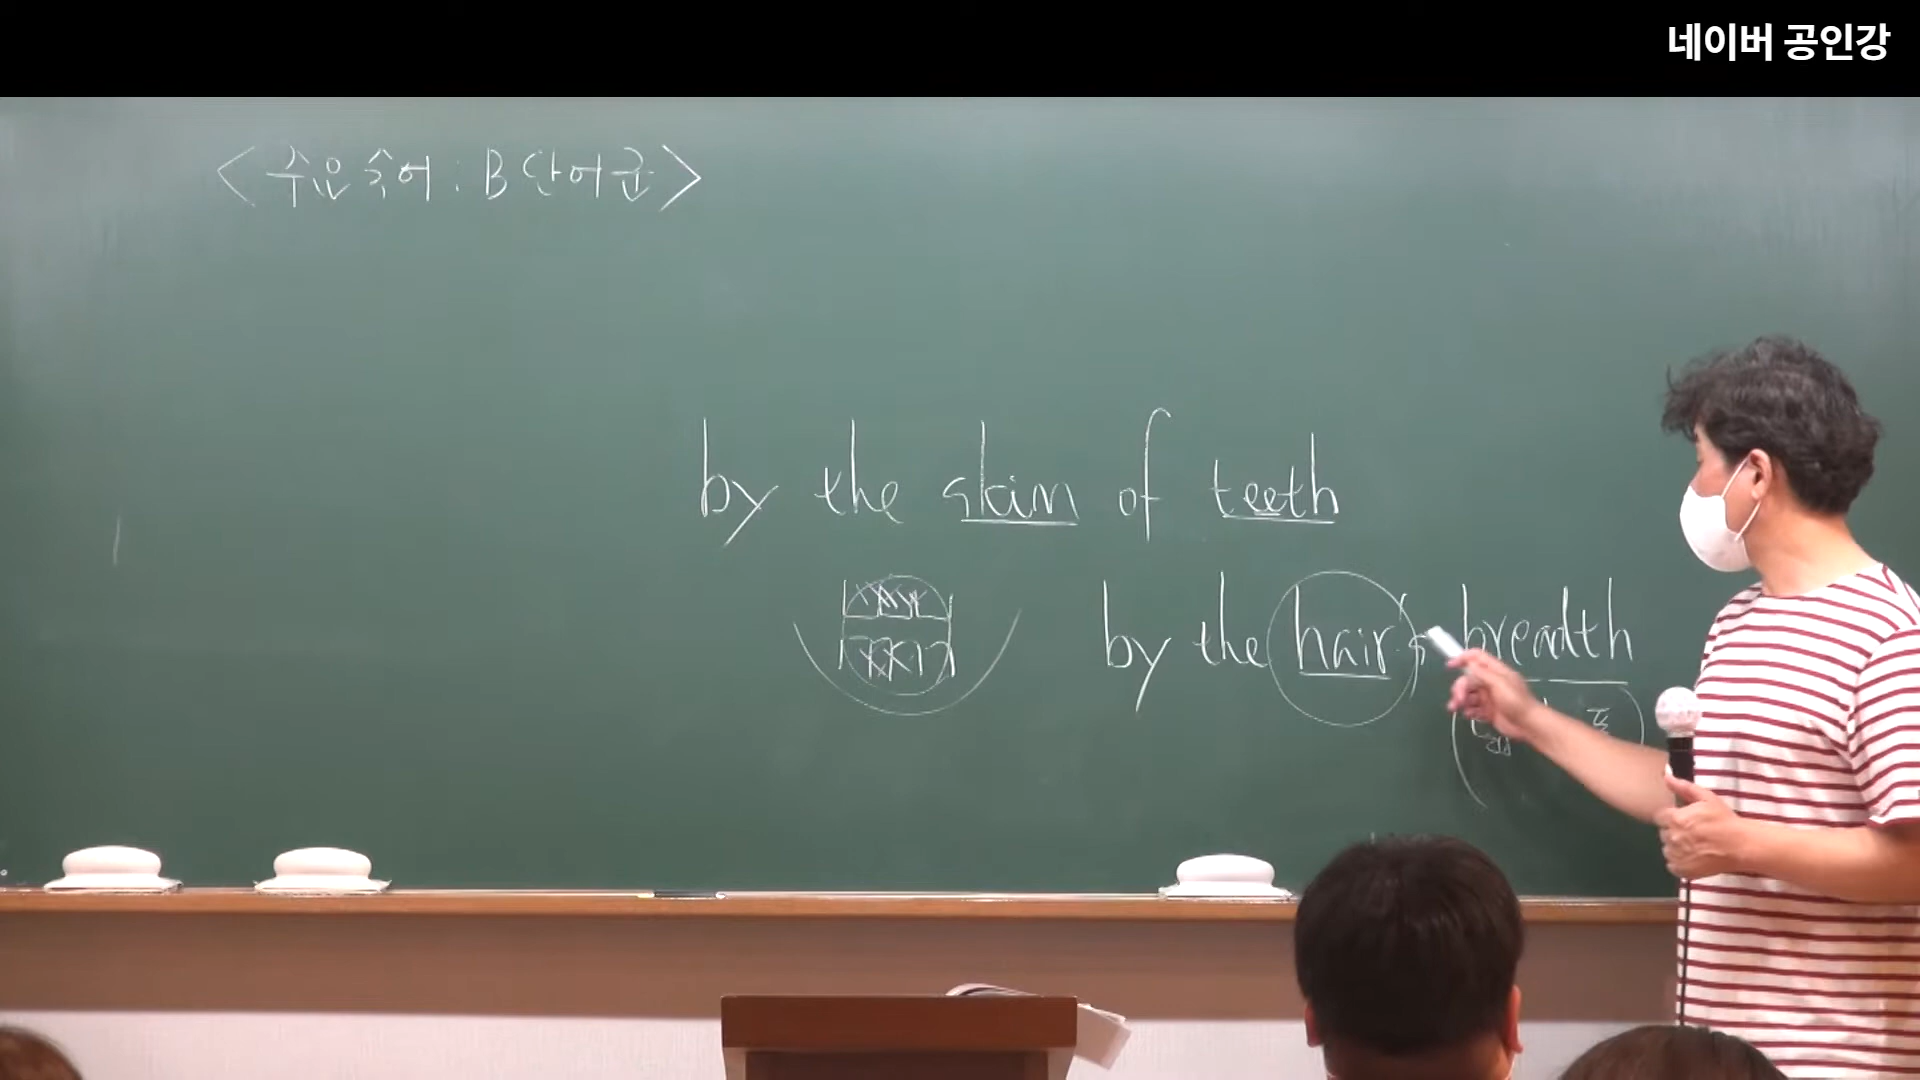 네이버 공인강
<주요숙어 : B 단어군>
by the skin of teeth
by the hair's breadth